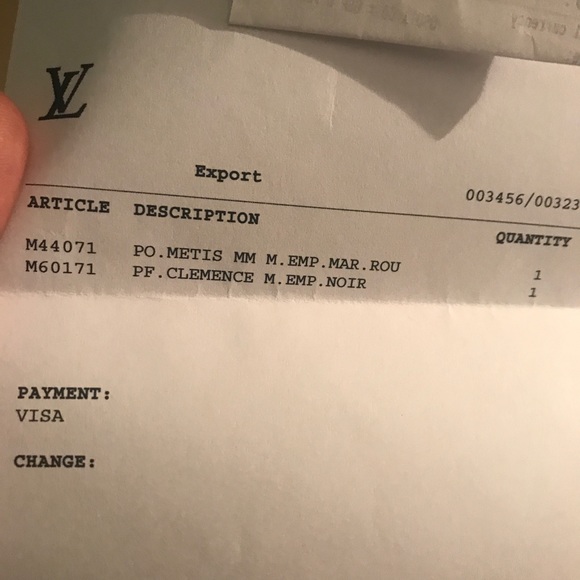 LV
Export
003456/00323
ARTICLE DESCRIPTION QUANTITY
M44071 PO.METIS MM M.EMP.MAR.ROU 1
M60171 PF.CLEMENCE M.EMP.NOIR 1
PAYMENT:
VISA
CHANGE: